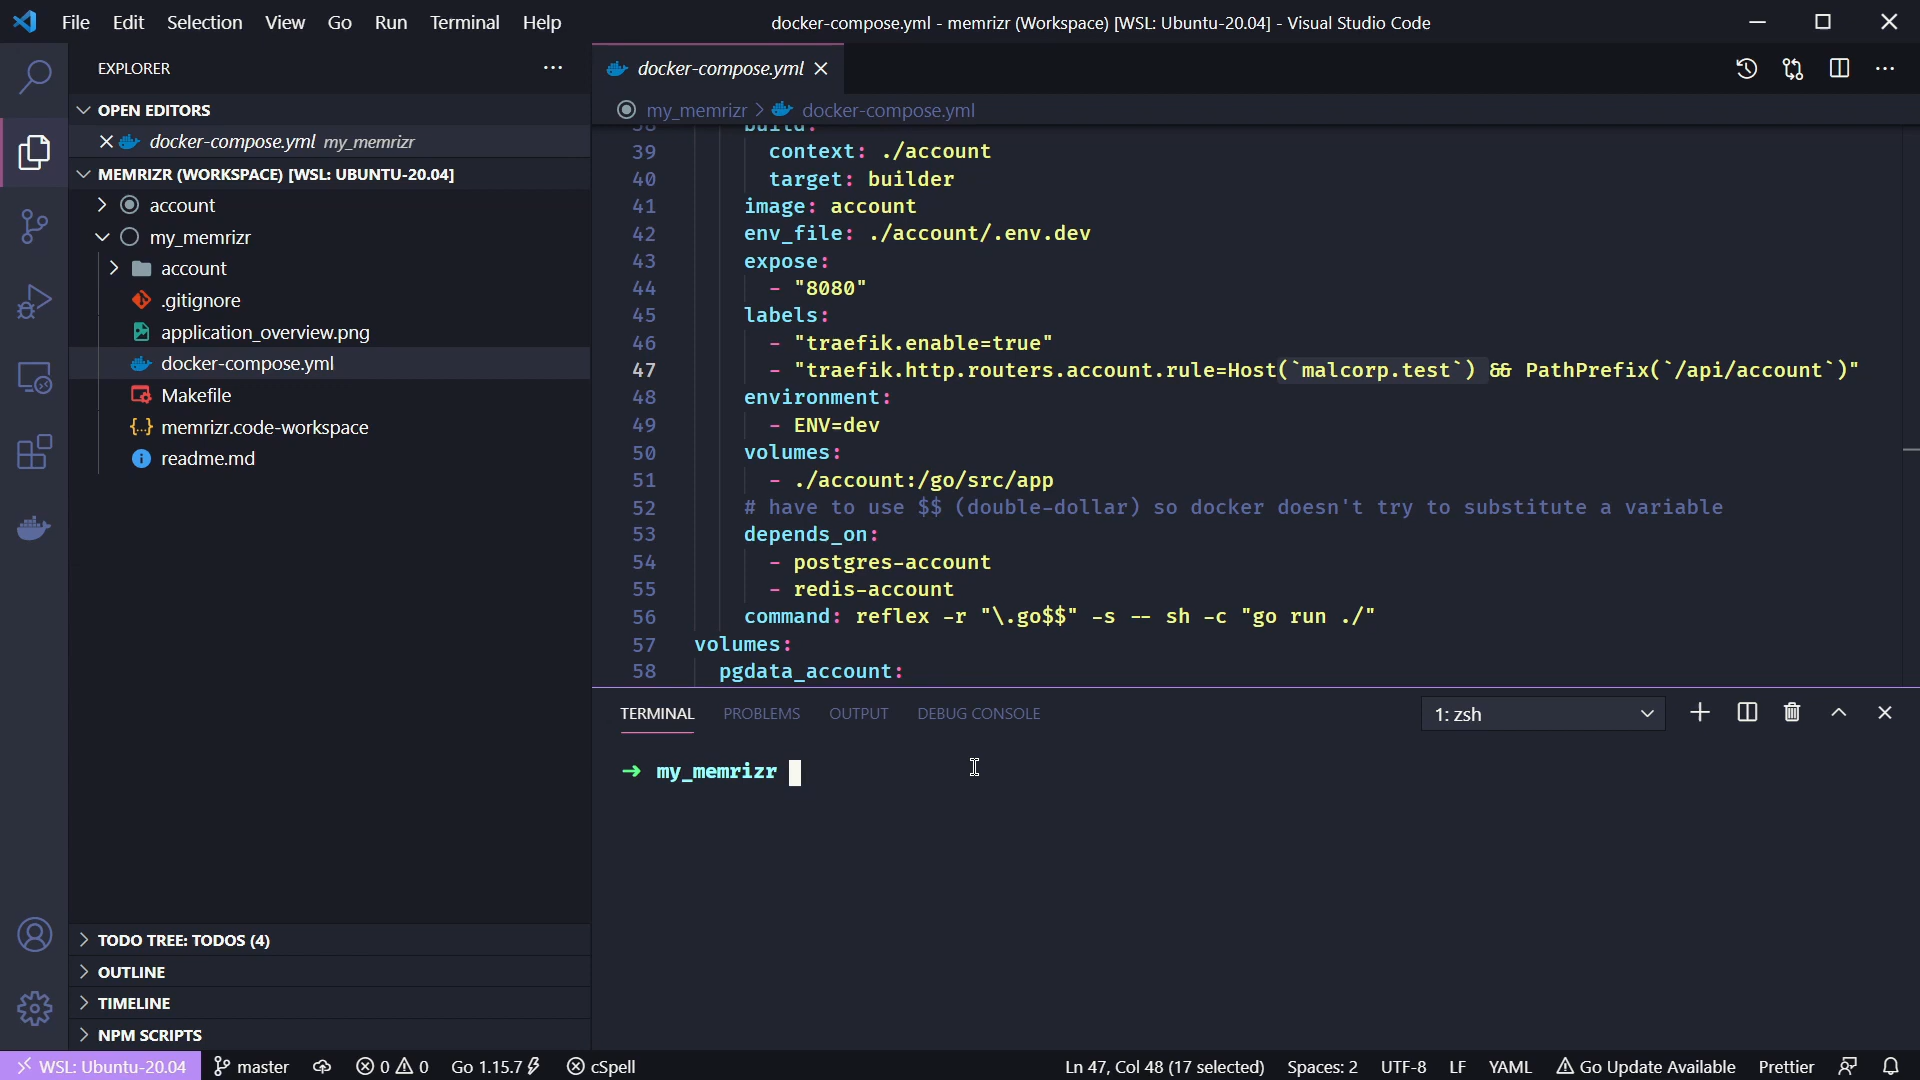 File Edit Selection View Go Run Terminal Help
docker-compose.yml - memrizr (Workspace) [WSL: Ubuntu-20.04] - Visual Studio Code
EXPLORER
OPEN EDITORS
docker-compose.yml my_memrizr
MEMRIZR (WORKSPACE) [WSL: UBUNTU-20.04]
account
my_memrizr
account
.gitignore
application_overview.png
docker-compose.yml
Makefile
memrizr.code-workspace
readme.md
TODO TREE: TODOS (4)
OUTLINE
TIMELINE
NPM SCRIPTS
docker-compose.yml
my_memrizr > docker-compose.yml
38 build:
39 context: ./account
40 target: builder
41 image: account
42 env_file: ./account/.env.dev
43 expose:
44 - "8080"
45 labels:
46 - "traefik.enable=true"
47 - "traefik.http.routers.account.rule=Host(`malcorp.test`) && PathPrefix(`/api/account`)"
48 environment:
49 - ENV=dev
50 volumes:
51 - ./account:/go/src/app
52 # have to use $$ (double-dollar) so docker doesn't try to substitute a variable
53 depends_on:
54 - postgres-account
55 - redis-account
56 command: reflex -r "\.go$$" -s -- sh -c "go run ./"
57 volumes:
58 pgdata_account:
TERMINAL PROBLEMS OUTPUT DEBUG CONSOLE
1: zsh
→ my_memrizr
WSL: Ubuntu-20.04 master 0 0 Go 1.15.7 cSpell
Ln 47, Col 48 (17 selected) Spaces: 2 UTF-8 LF YAML Go Update Available Prettier